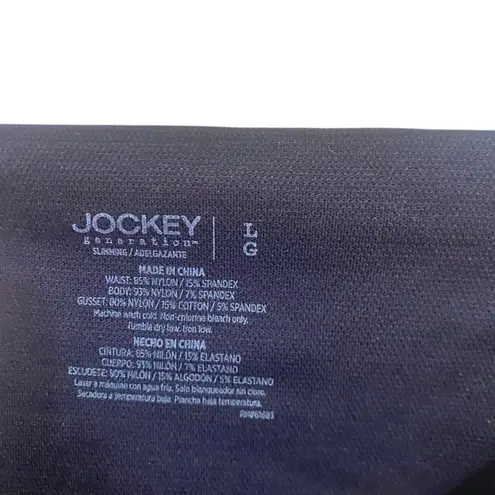 JOCKEY
generation™
SLIMMING / ADELGAZANTE
L
G
MADE IN CHINA
WAIST: 85% NYLON / 15% SPANDEX
BODY: 93% NYLON / 7% SPANDEX
GUSSET: 80% NYLON / 15% COTTON / 5% SPANDEX
Machine wash cold. Non-chlorine bleach only.
Tumble dry low. Iron low.
HECHO EN CHINA
CINTURA: 85% NILÓN / 15% ELASTANO
CUERPO: 93% NILÓN / 7% ELASTANO
ESCUDETE: 80% NILÓN / 15% ALGODÓN / 5% ELASTANO
Lavar a máquina con agua fría. Solo blanqueador sin cloro.
Secadora a temperatura baja. Plancha baja temperatura.